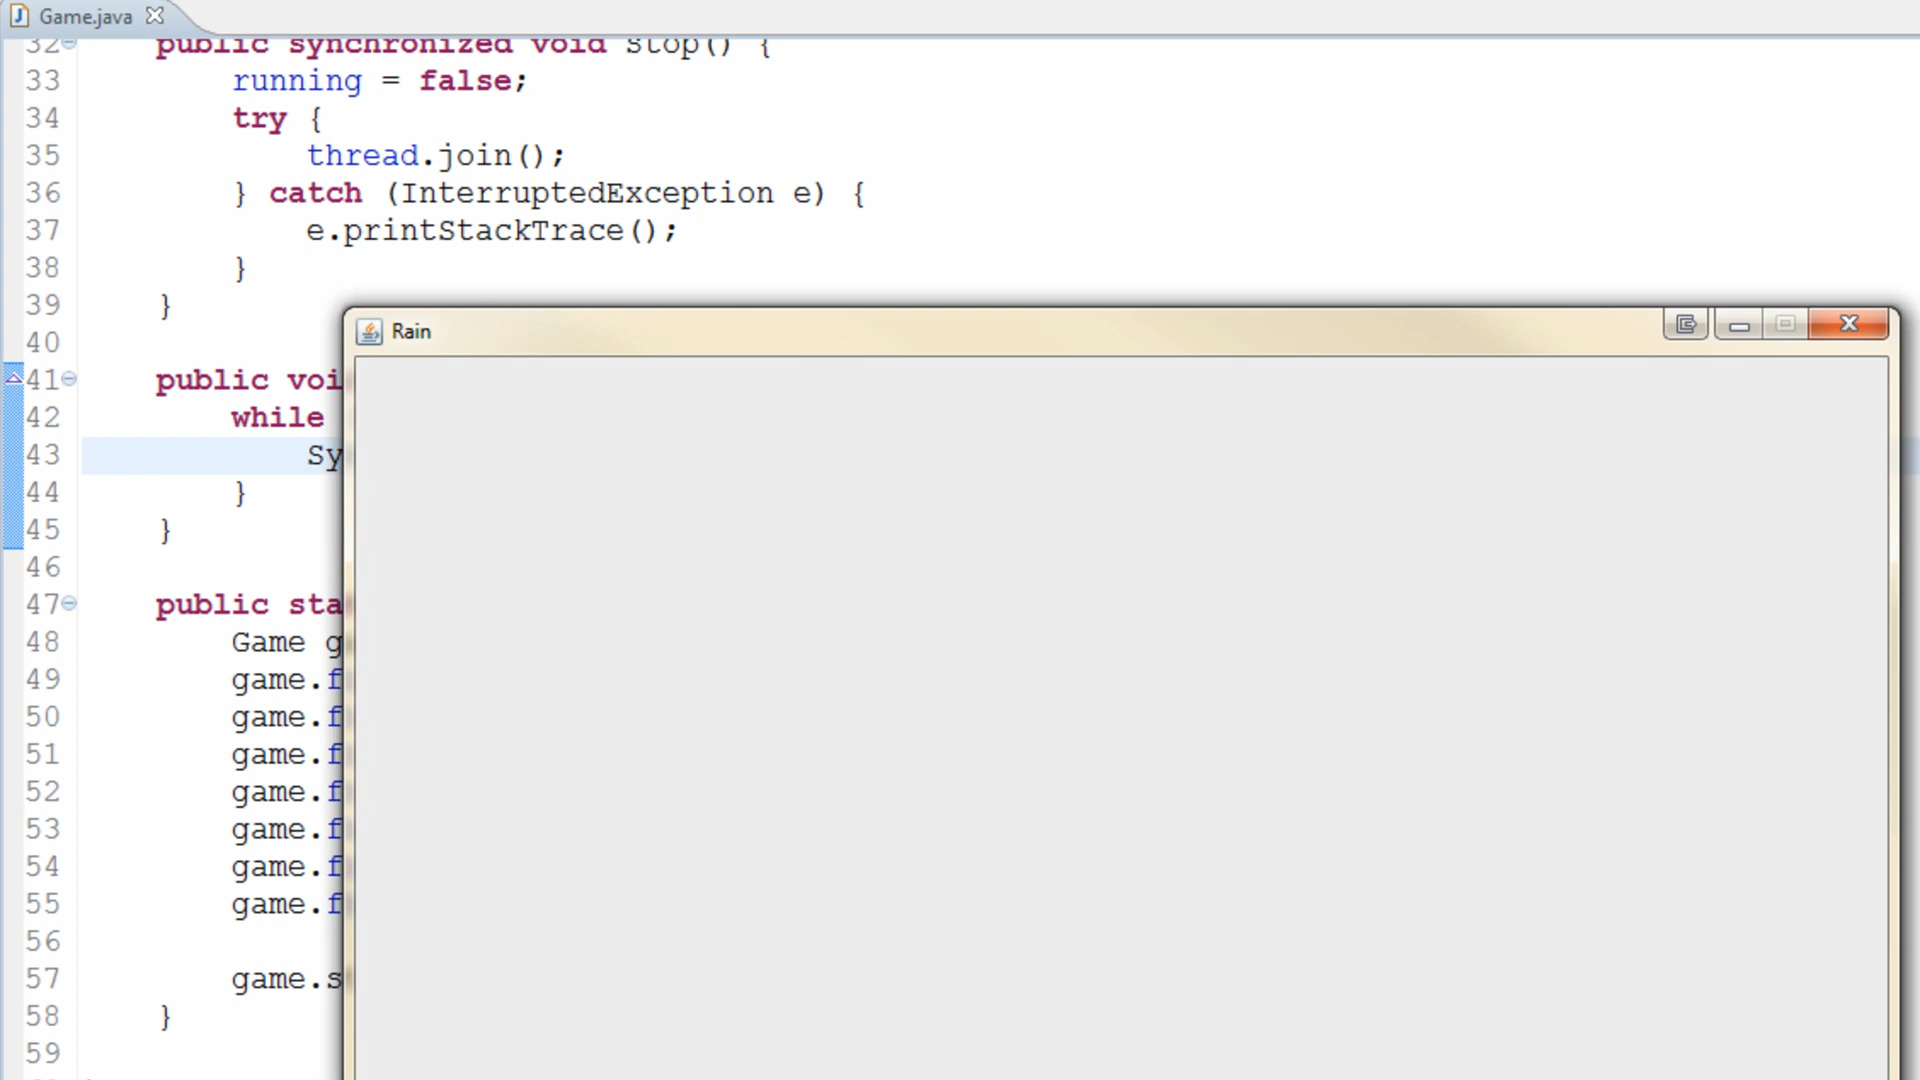 Game.java
32 public synchronized void stop() {
33 running = false;
34 try {
35 thread.join();
36 } catch (InterruptedException e) {
37 e.printStackTrace();
38 }
39 }
40
Rain
41 public voi
42 while
43 Sy
44 }
45 }
46
47 public sta
48 Game g
49 game.f
50 game.f
51 game.f
52 game.f
53 game.f
54 game.f
55 game.f
56
57 game.s
58 }
59